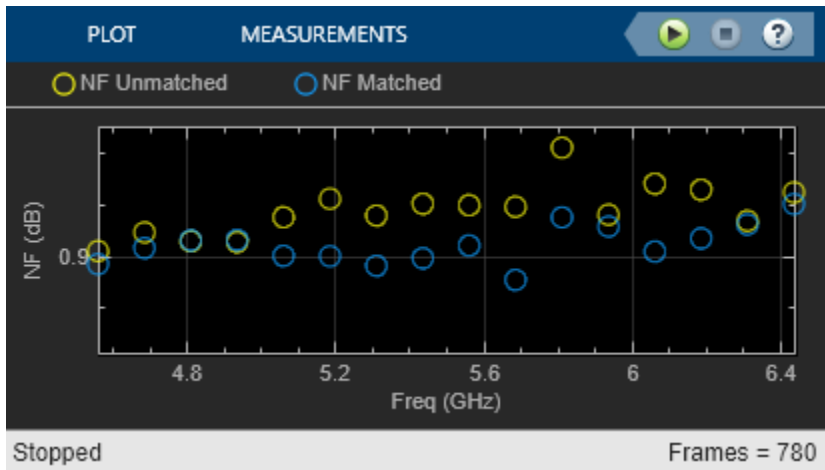 PLOT MEASUREMENTS ?
NF Unmatched NF Matched
NF (dB)
0.9
4.8 5.2 5.6 6 6.4
Freq (GHz)
Stopped Frames = 780